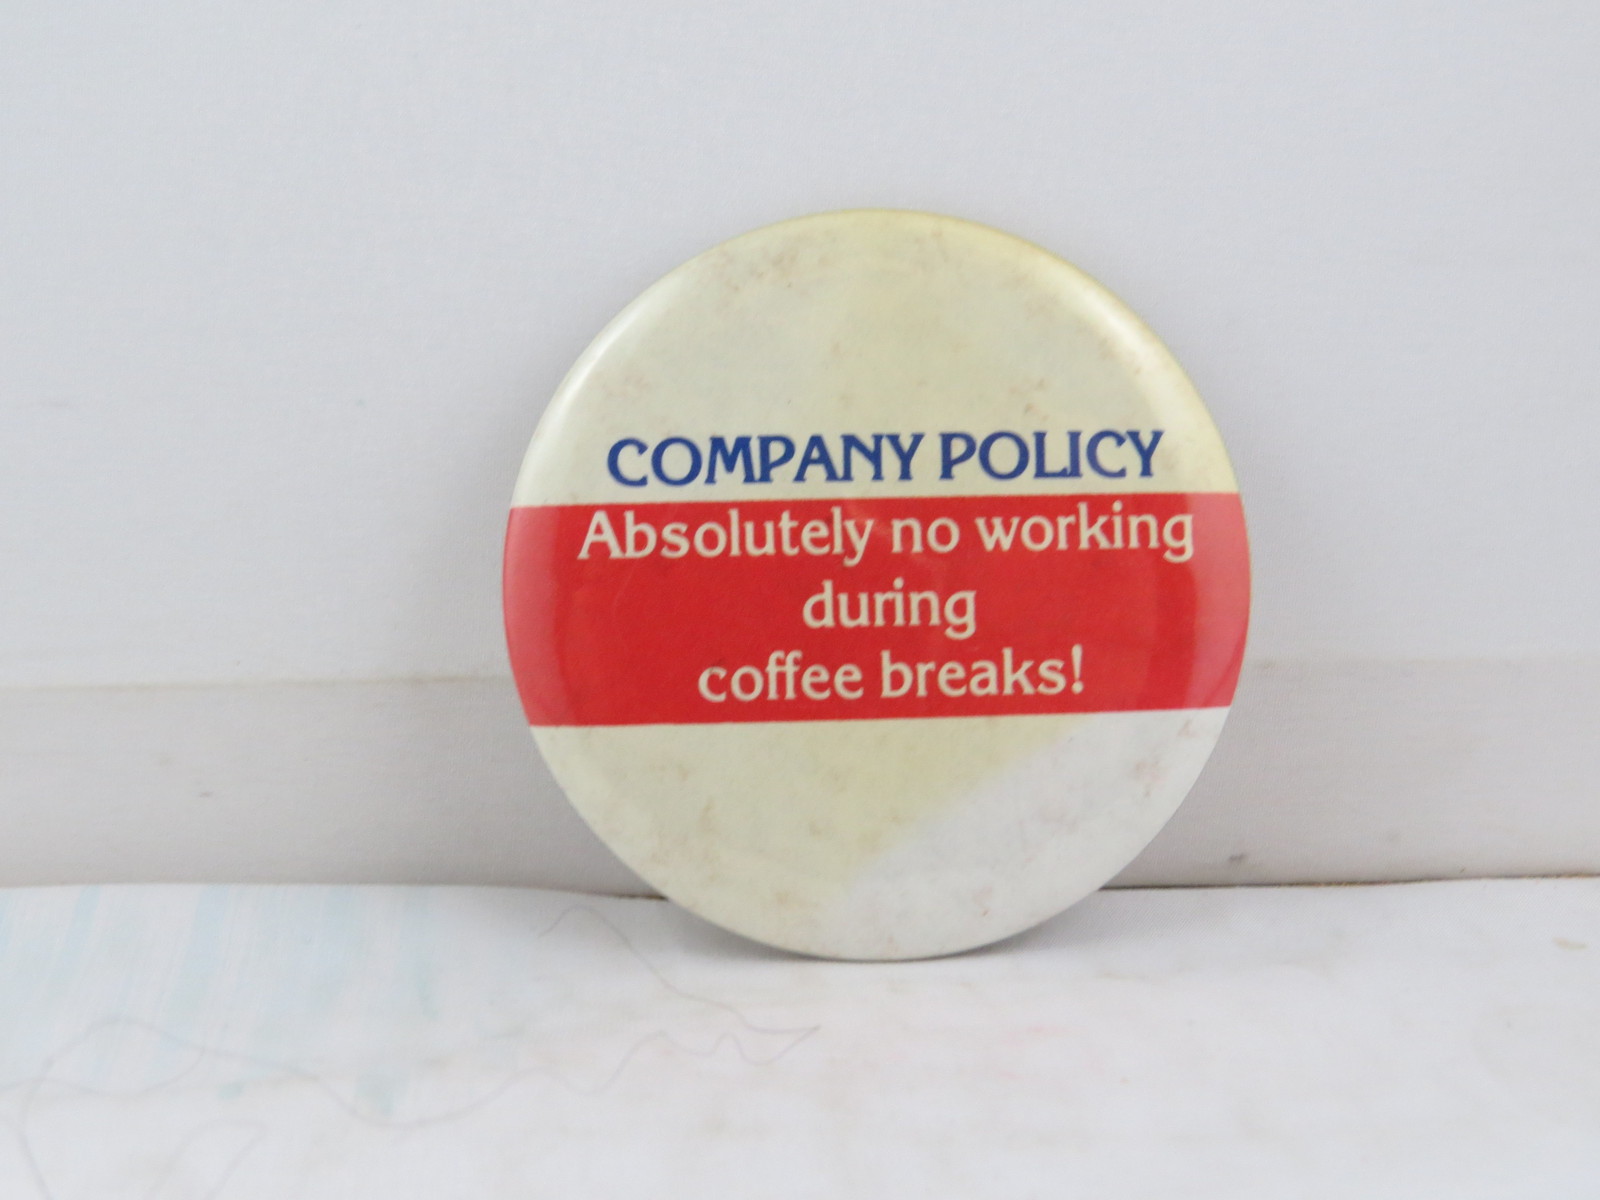 COMPANY POLICY
Absolutely no working
during
coffee breaks!